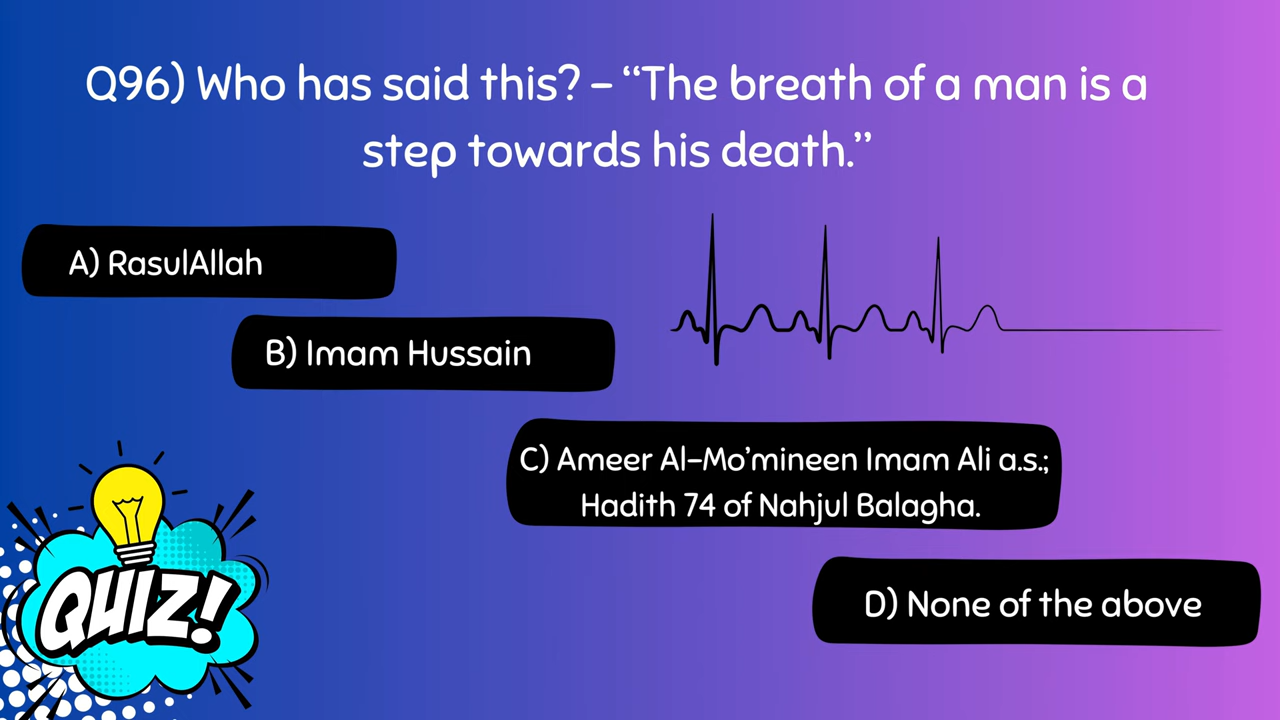 Q96) Who has said this? – “The breath of a man is a
step towards his death.”
A) RasulAllah
B) Imam Hussain
C) Ameer Al-Mo’mineen Imam Ali a.s.;
Hadith 74 of Nahjul Balagha.
D) None of the above
QUIZ!